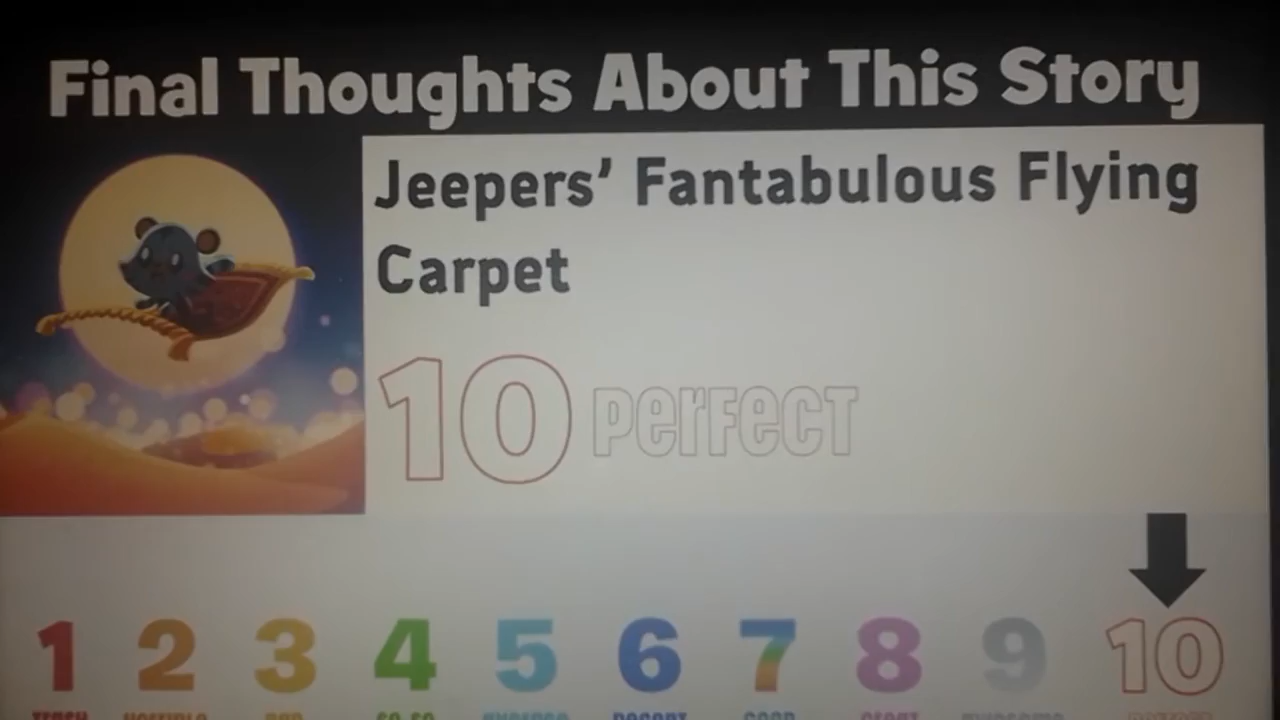 Final Thoughts About This Story
Jeepers’ Fantabulous Flying
Carpet
10 PerFecT
1 2 3 4 5 6 7 8 9 10